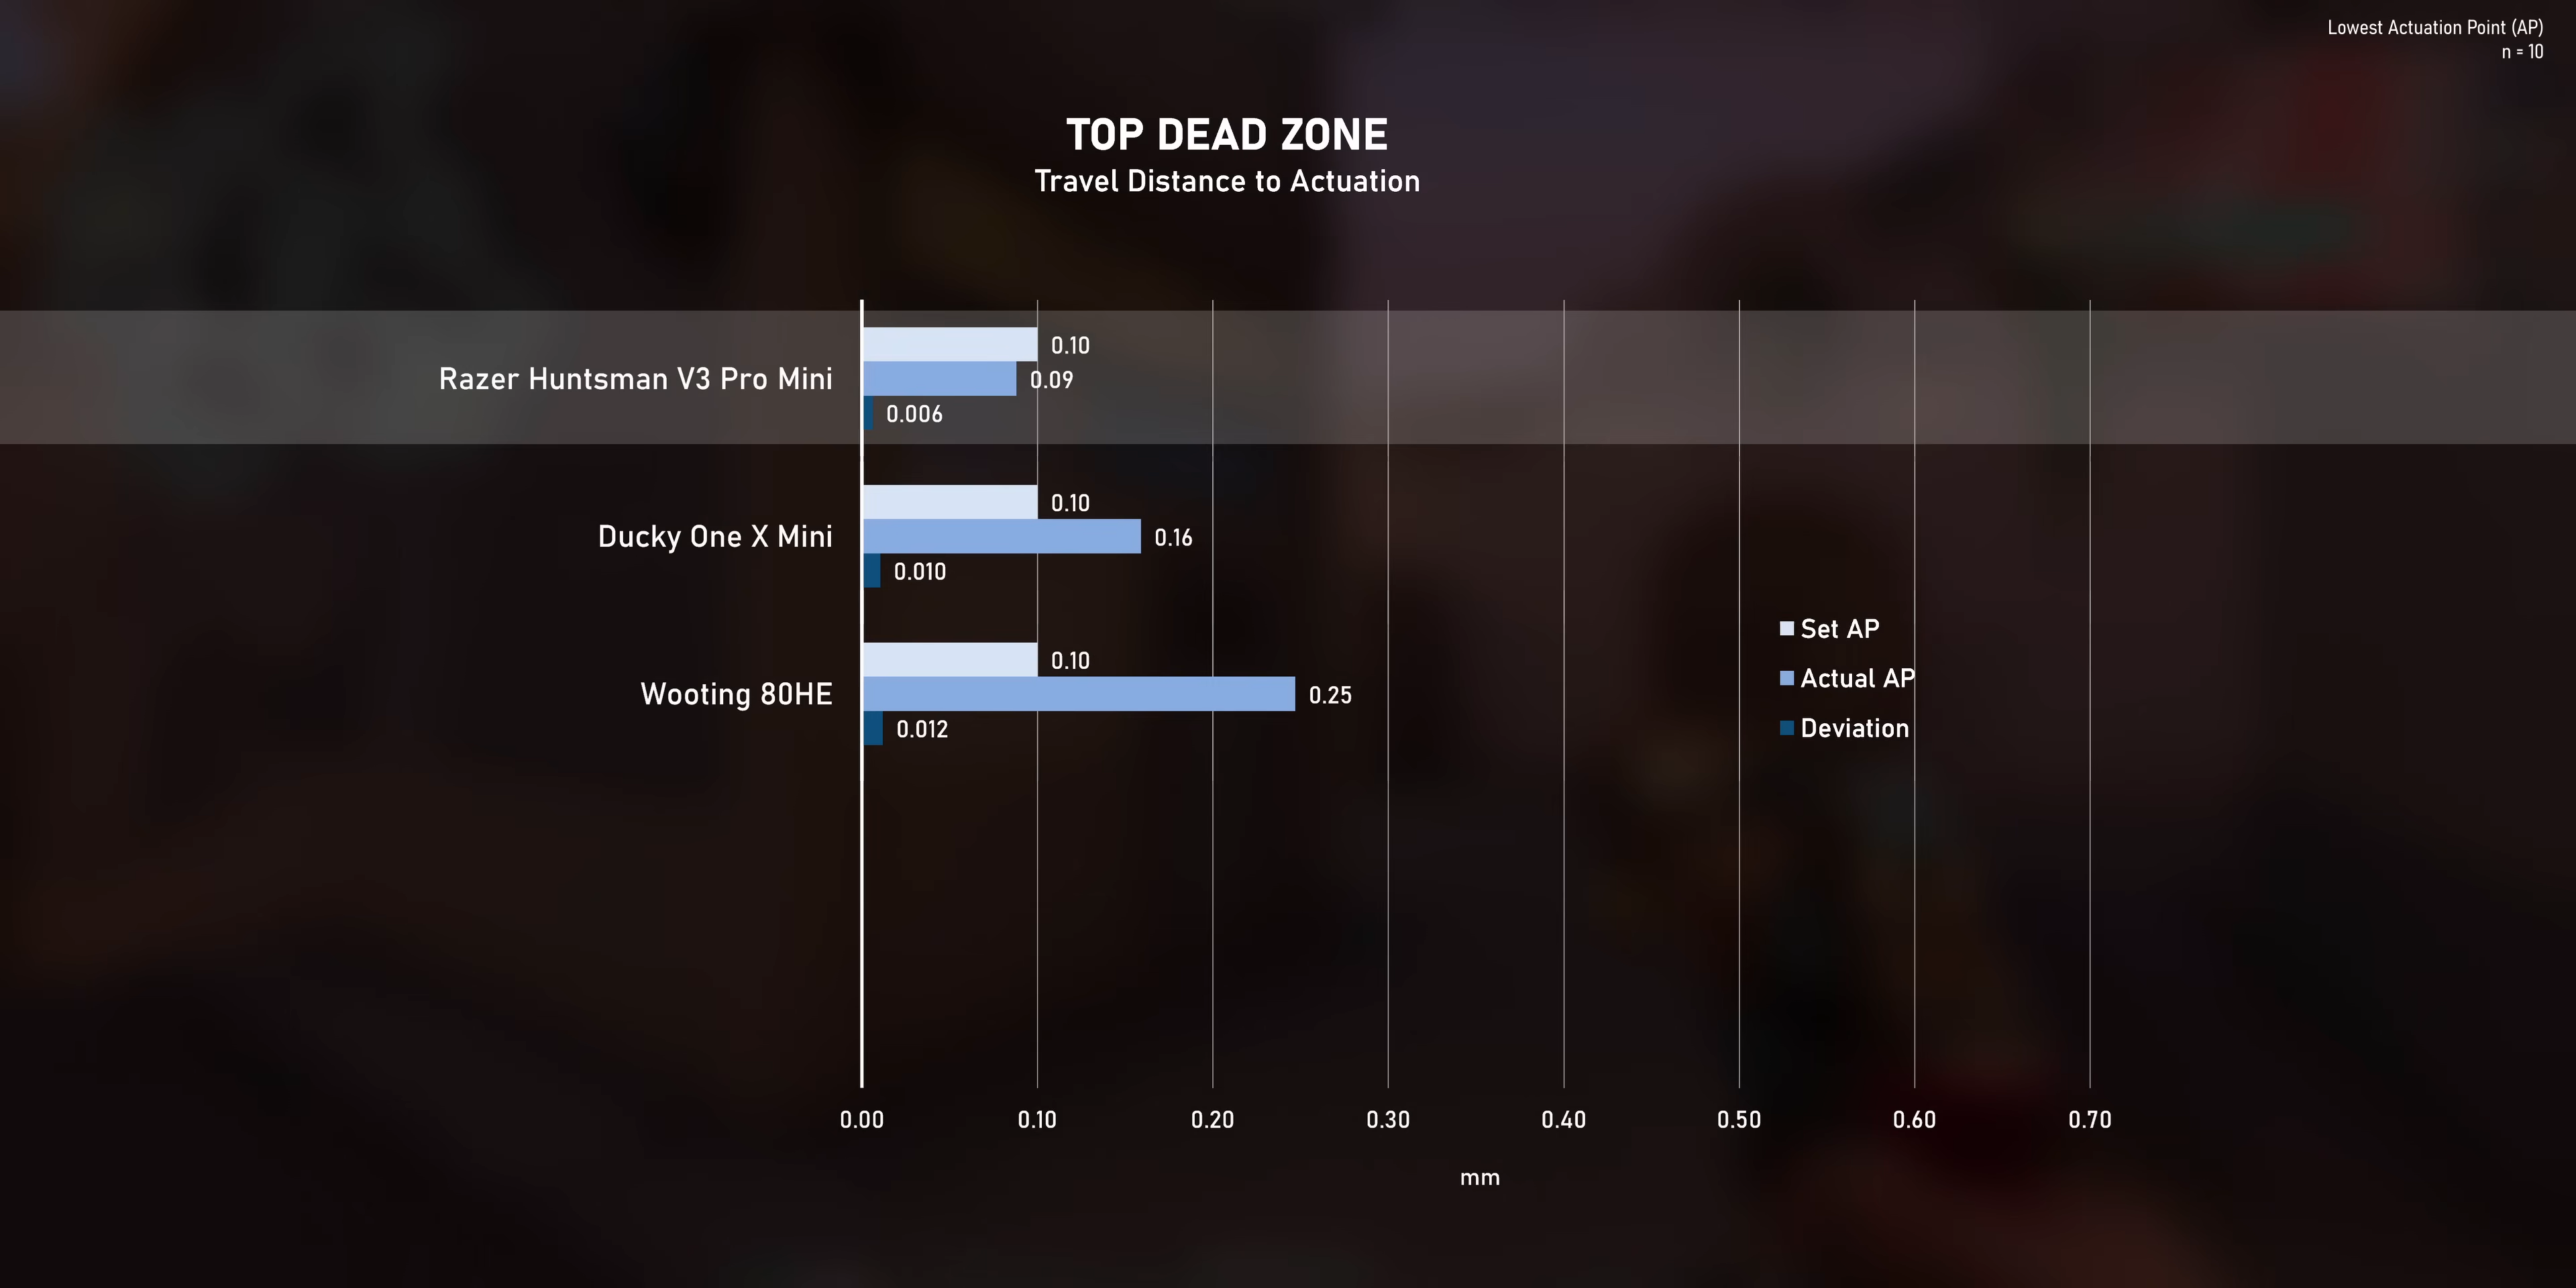 Lowest Actuation Point (AP)
n = 10
TOP DEAD ZONE
Travel Distance to Actuation
Razer Huntsman V3 Pro Mini
0.10
0.09
0.006
Ducky One X Mini
0.10
0.16
0.010
Wooting 80HE
0.10
0.25
0.012
Set AP
Actual AP
Deviation
0.00 0.10 0.20 0.30 0.40 0.50 0.60 0.70
mm